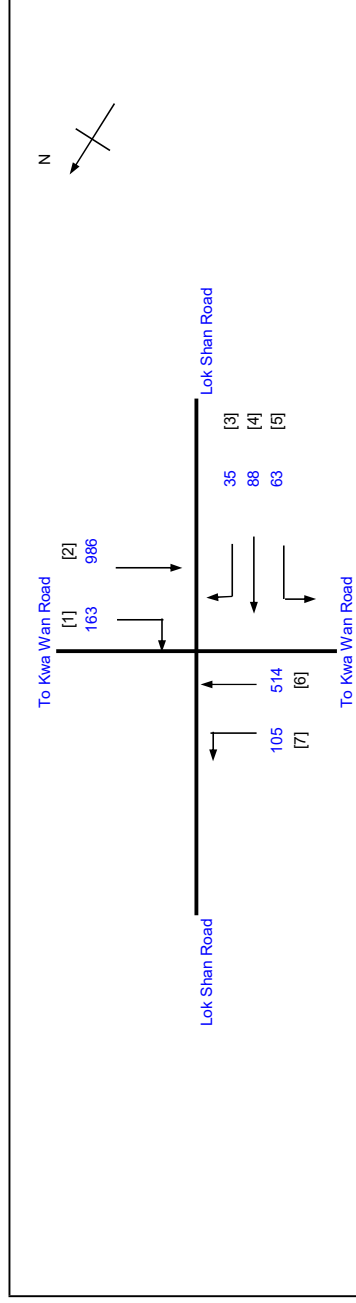 N
To Kwa Wan Road
[1] [2]
163 986
Lok Shan Road
35 [3]
88 [4]
63 [5]
105 514
[7] [6]
Lok Shan Road
To Kwa Wan Road